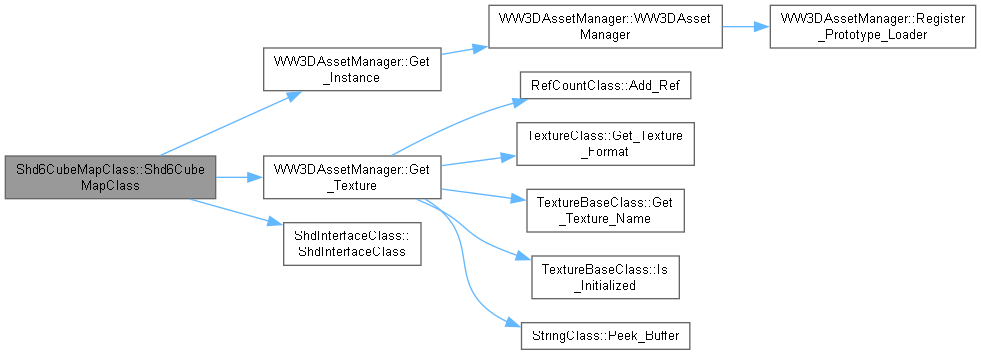 WW3DAssetManager::WW3DAsset
Manager
WW3DAssetManager::Register
_Prototype_Loader
WW3DAssetManager::Get
_Instance
RefCountClass::Add_Ref
TextureClass::Get_Texture
_Format
Shd6CubeMapClass::Shd6Cube
MapClass
WW3DAssetManager::Get
_Texture
TextureBaseClass::Get
_Texture_Name
ShdInterfaceClass::
ShdInterfaceClass
TextureBaseClass::Is
_Initialized
StringClass::Peek_Buffer